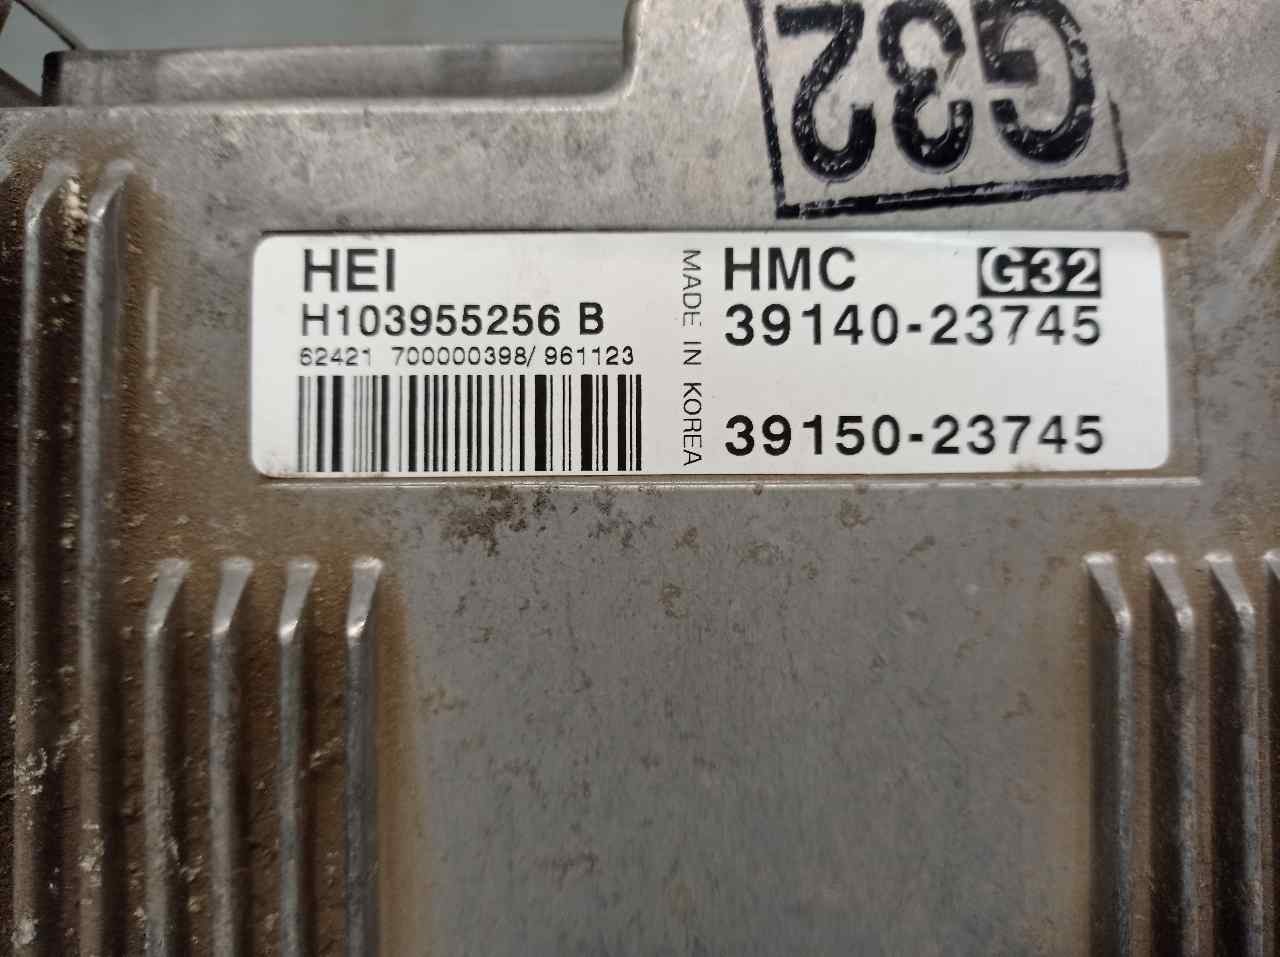 G32
HEI
H103955256 B
62421 700000398/961123
MADE IN KOREA
HMC G32
39140-23745
39150-23745